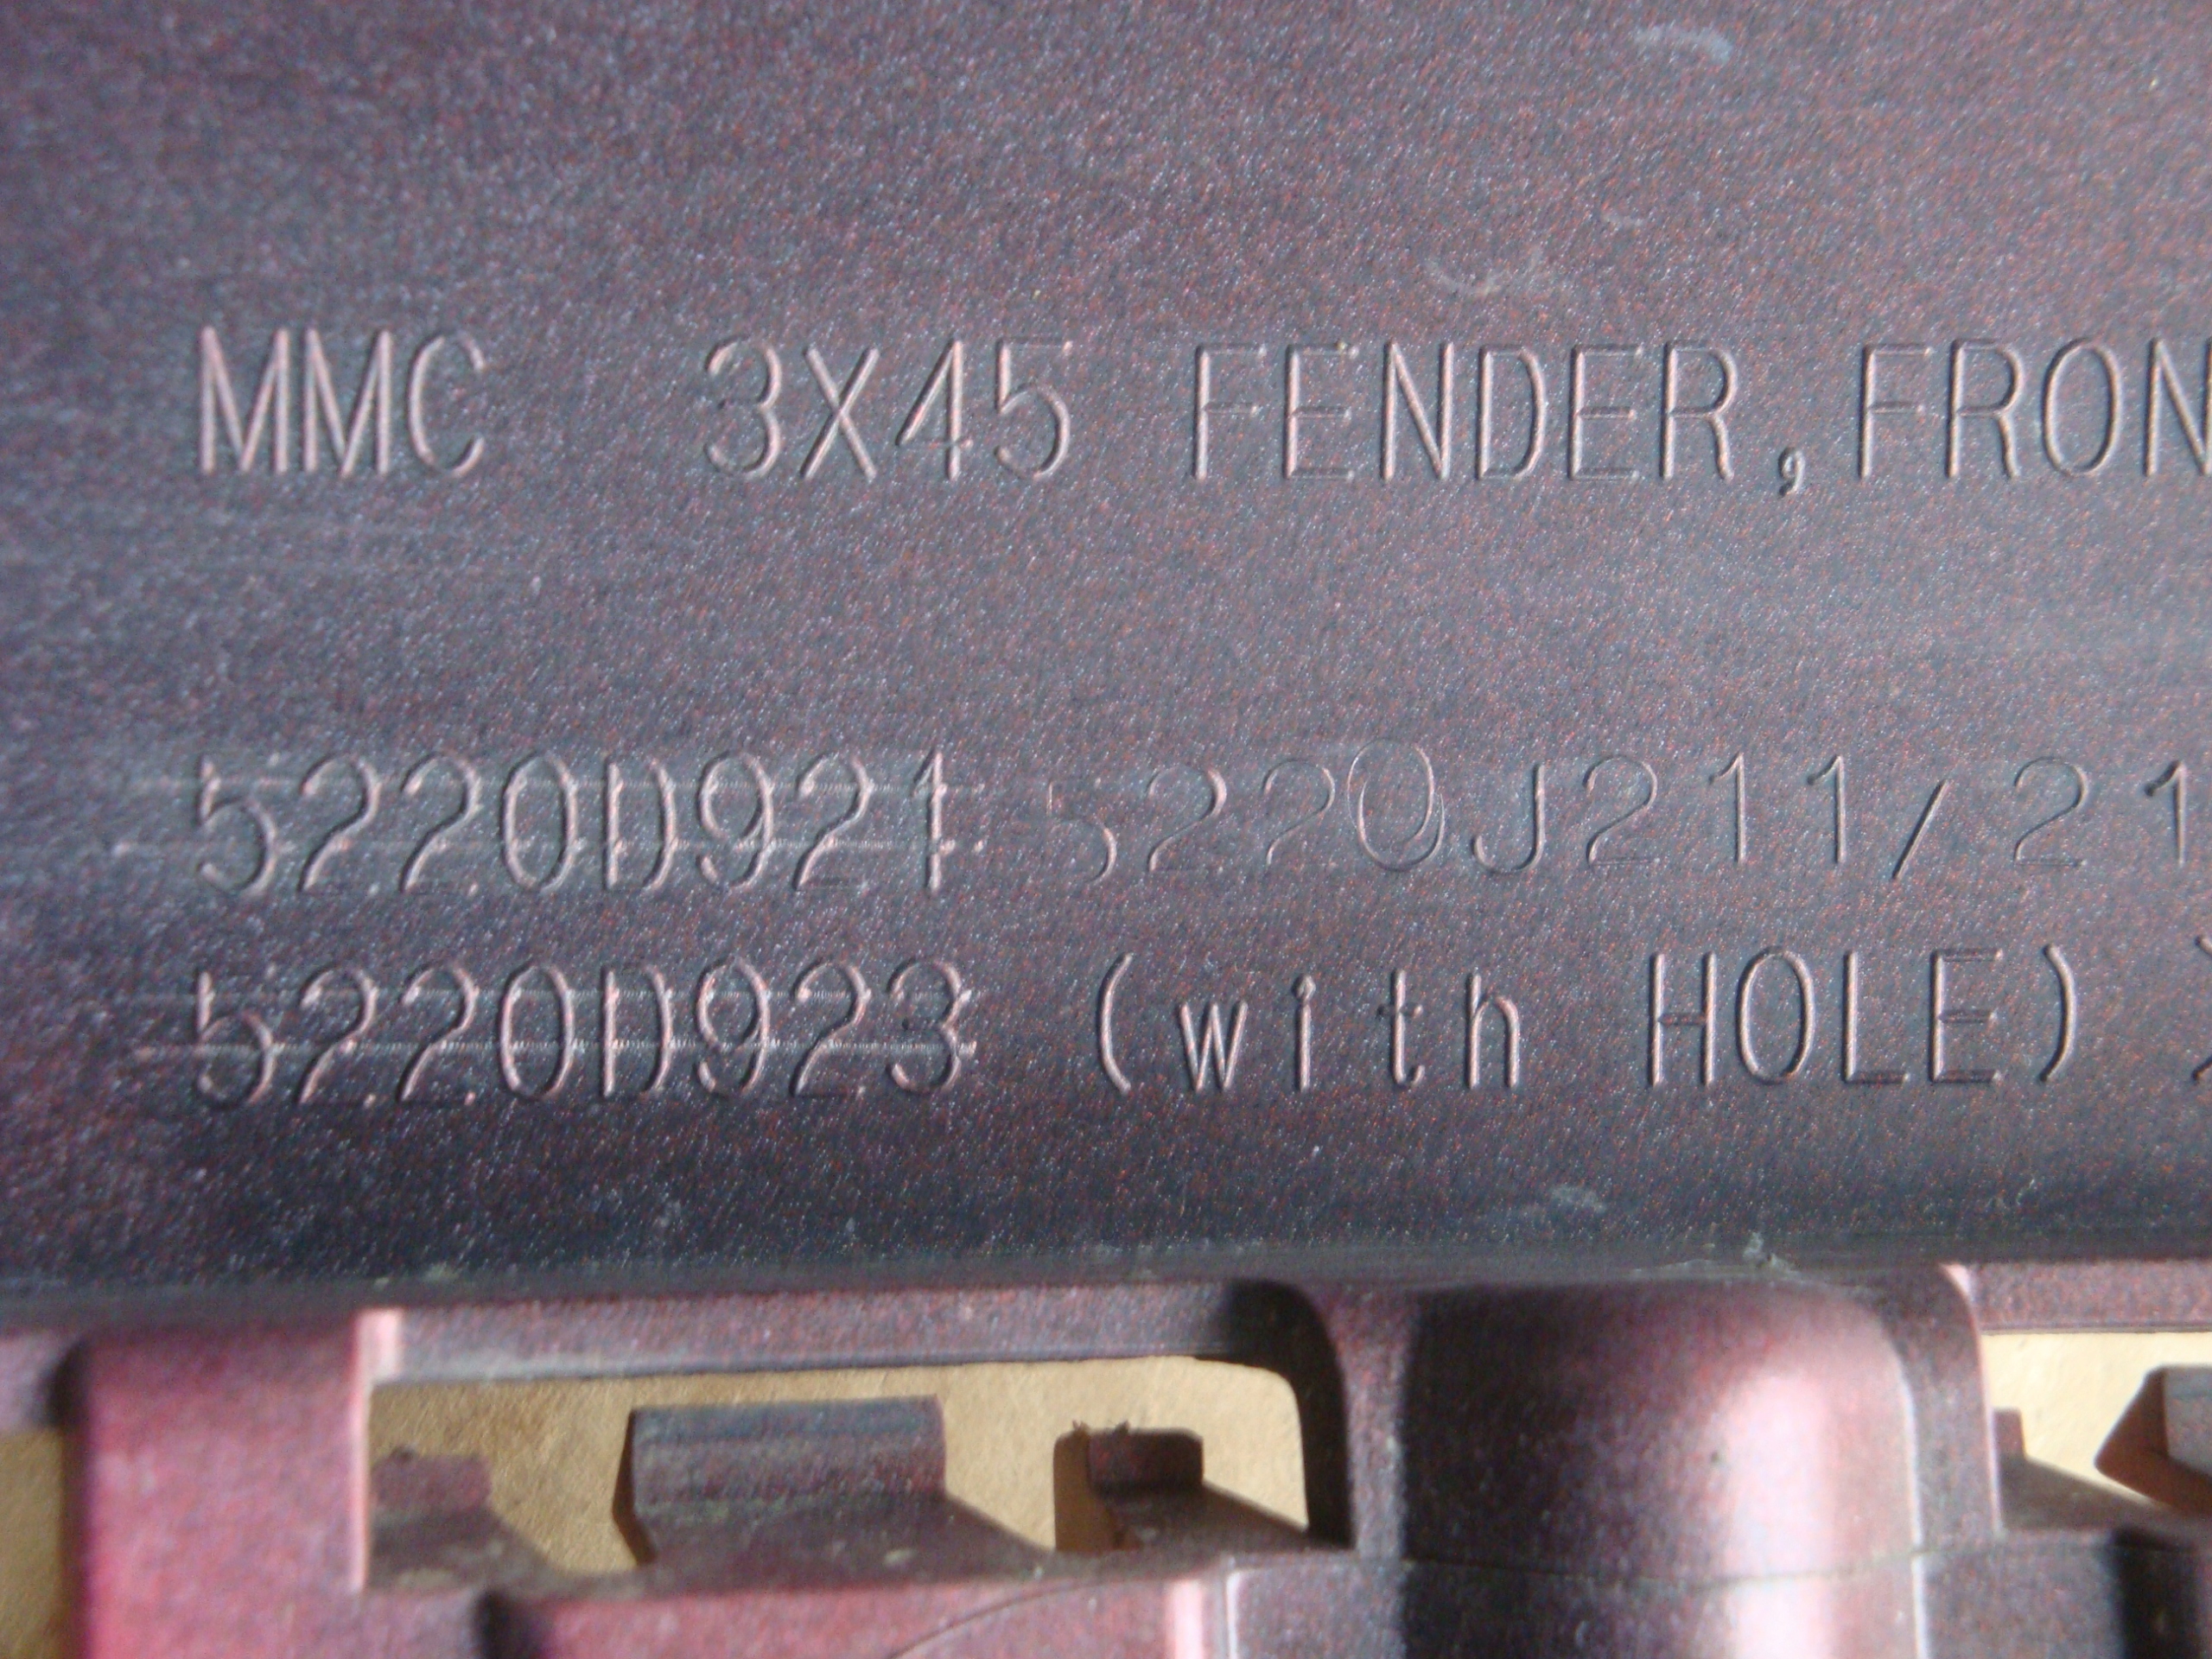 MMC 3X45 FENDER,FRON
5220D921 5220J211/21
5220D923 (with HOLE)